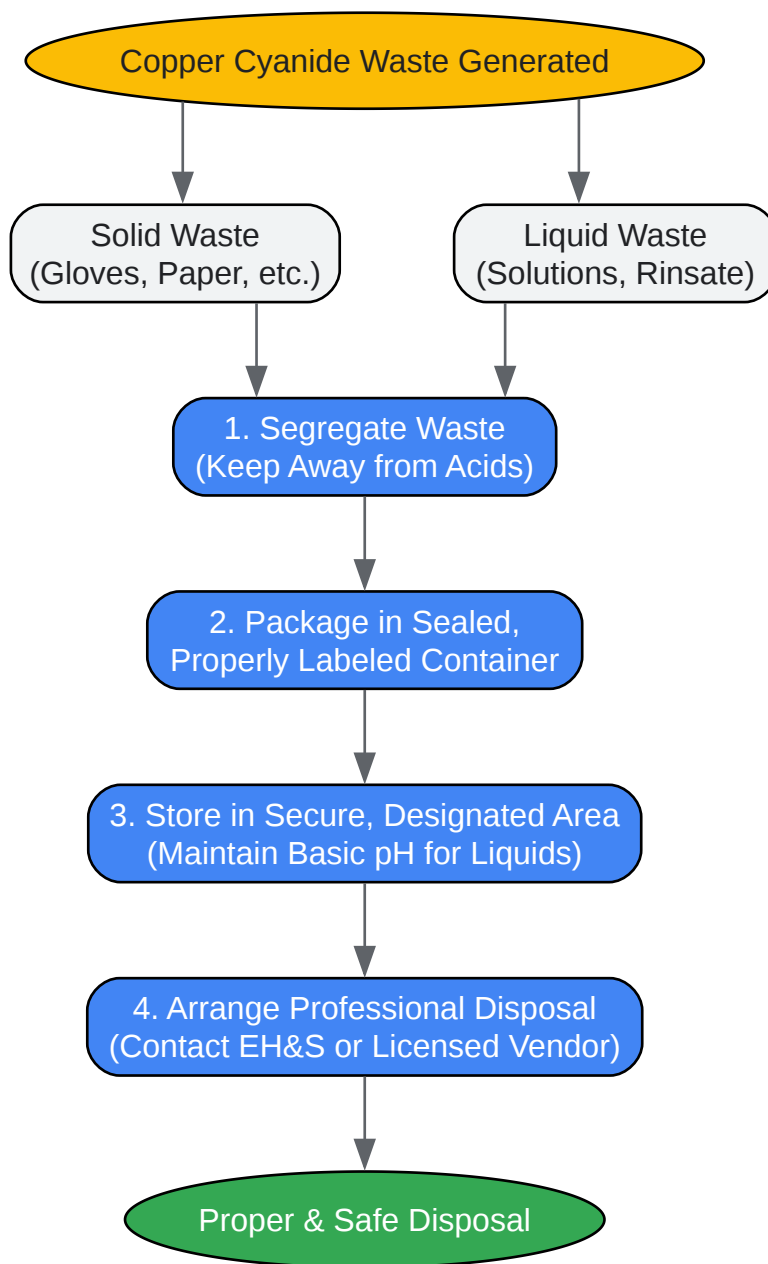 Copper Cyanide Waste Generated
Solid Waste
(Gloves, Paper, etc.)
Liquid Waste
(Solutions, Rinsate)
1. Segregate Waste
(Keep Away from Acids)
2. Package in Sealed,
Properly Labeled Container
3. Store in Secure, Designated Area
(Maintain Basic pH for Liquids)
4. Arrange Professional Disposal
(Contact EH&S or Licensed Vendor)
Proper & Safe Disposal